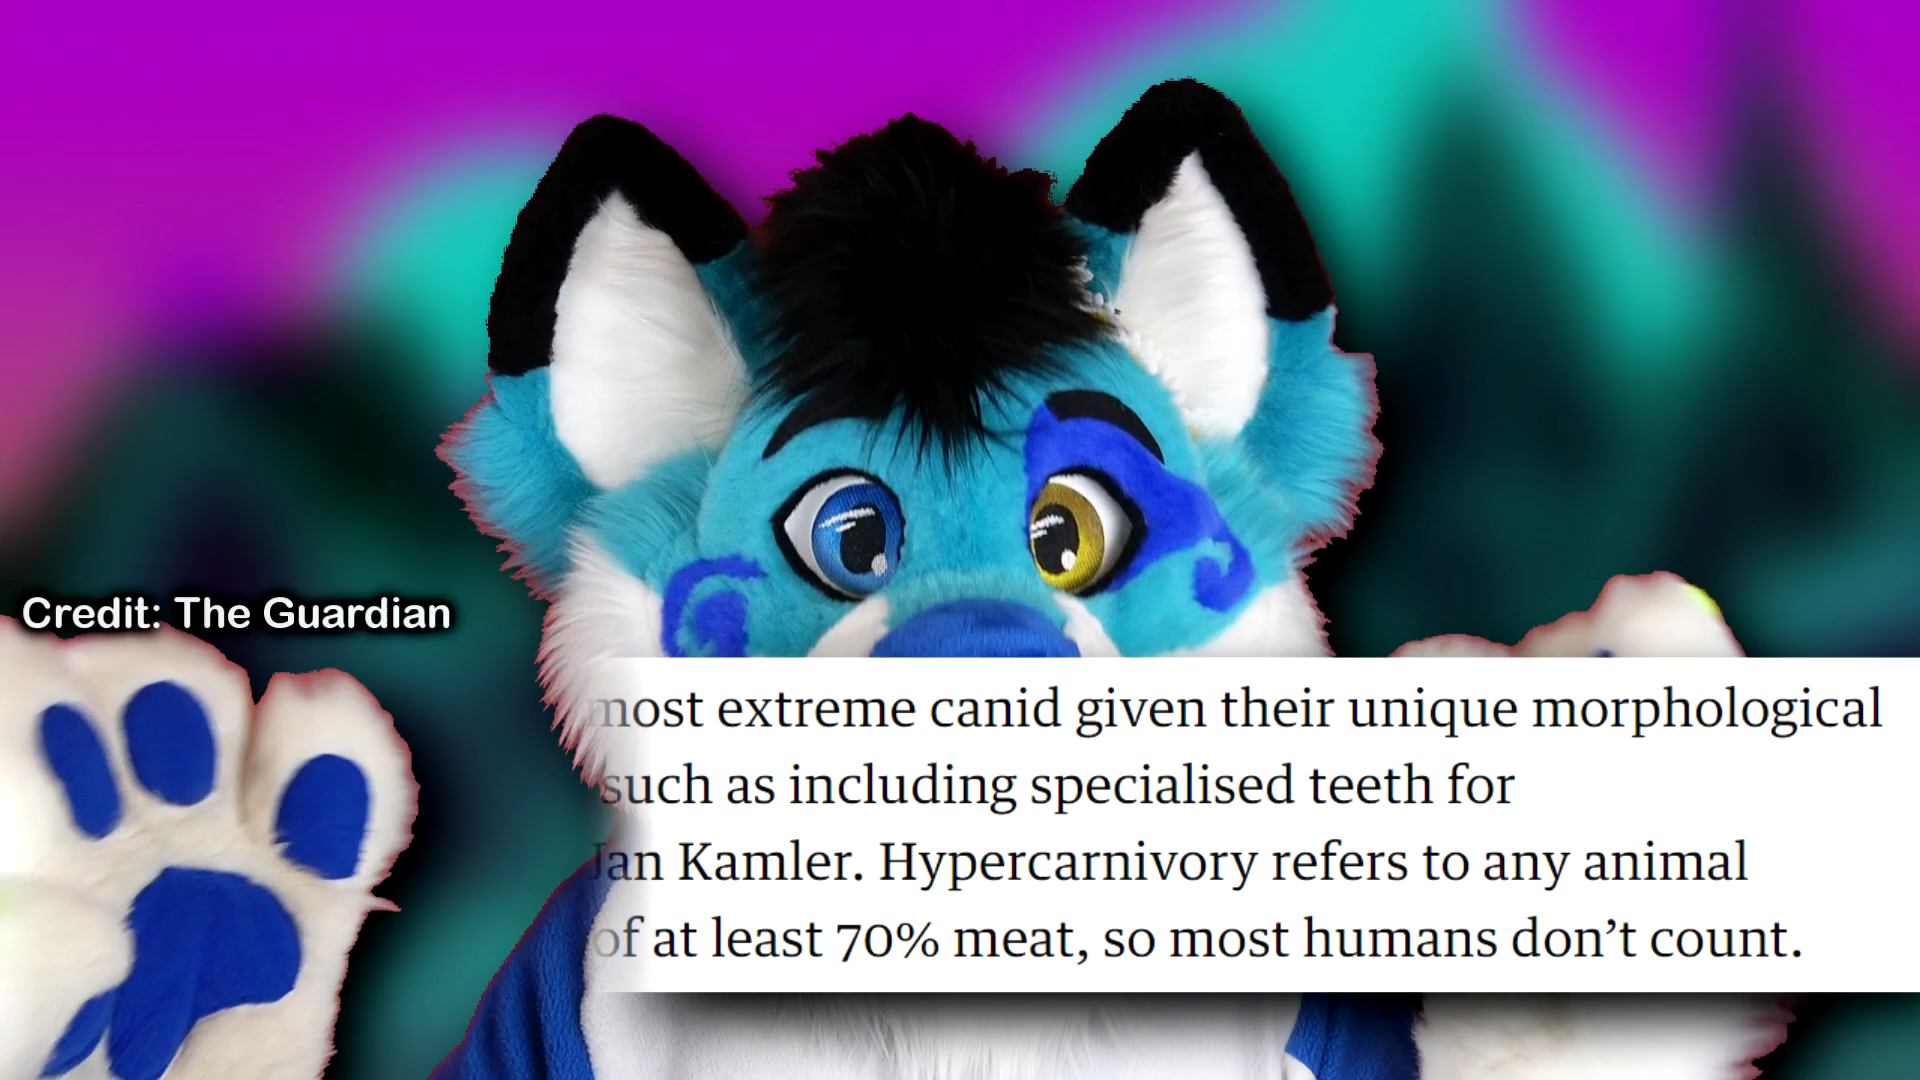 Credit: The Guardian
most extreme canid given their unique morphological
such as including specialised teeth for
Jan Kamler. Hypercarnivory refers to any animal
of at least 70% meat, so most humans don’t count.